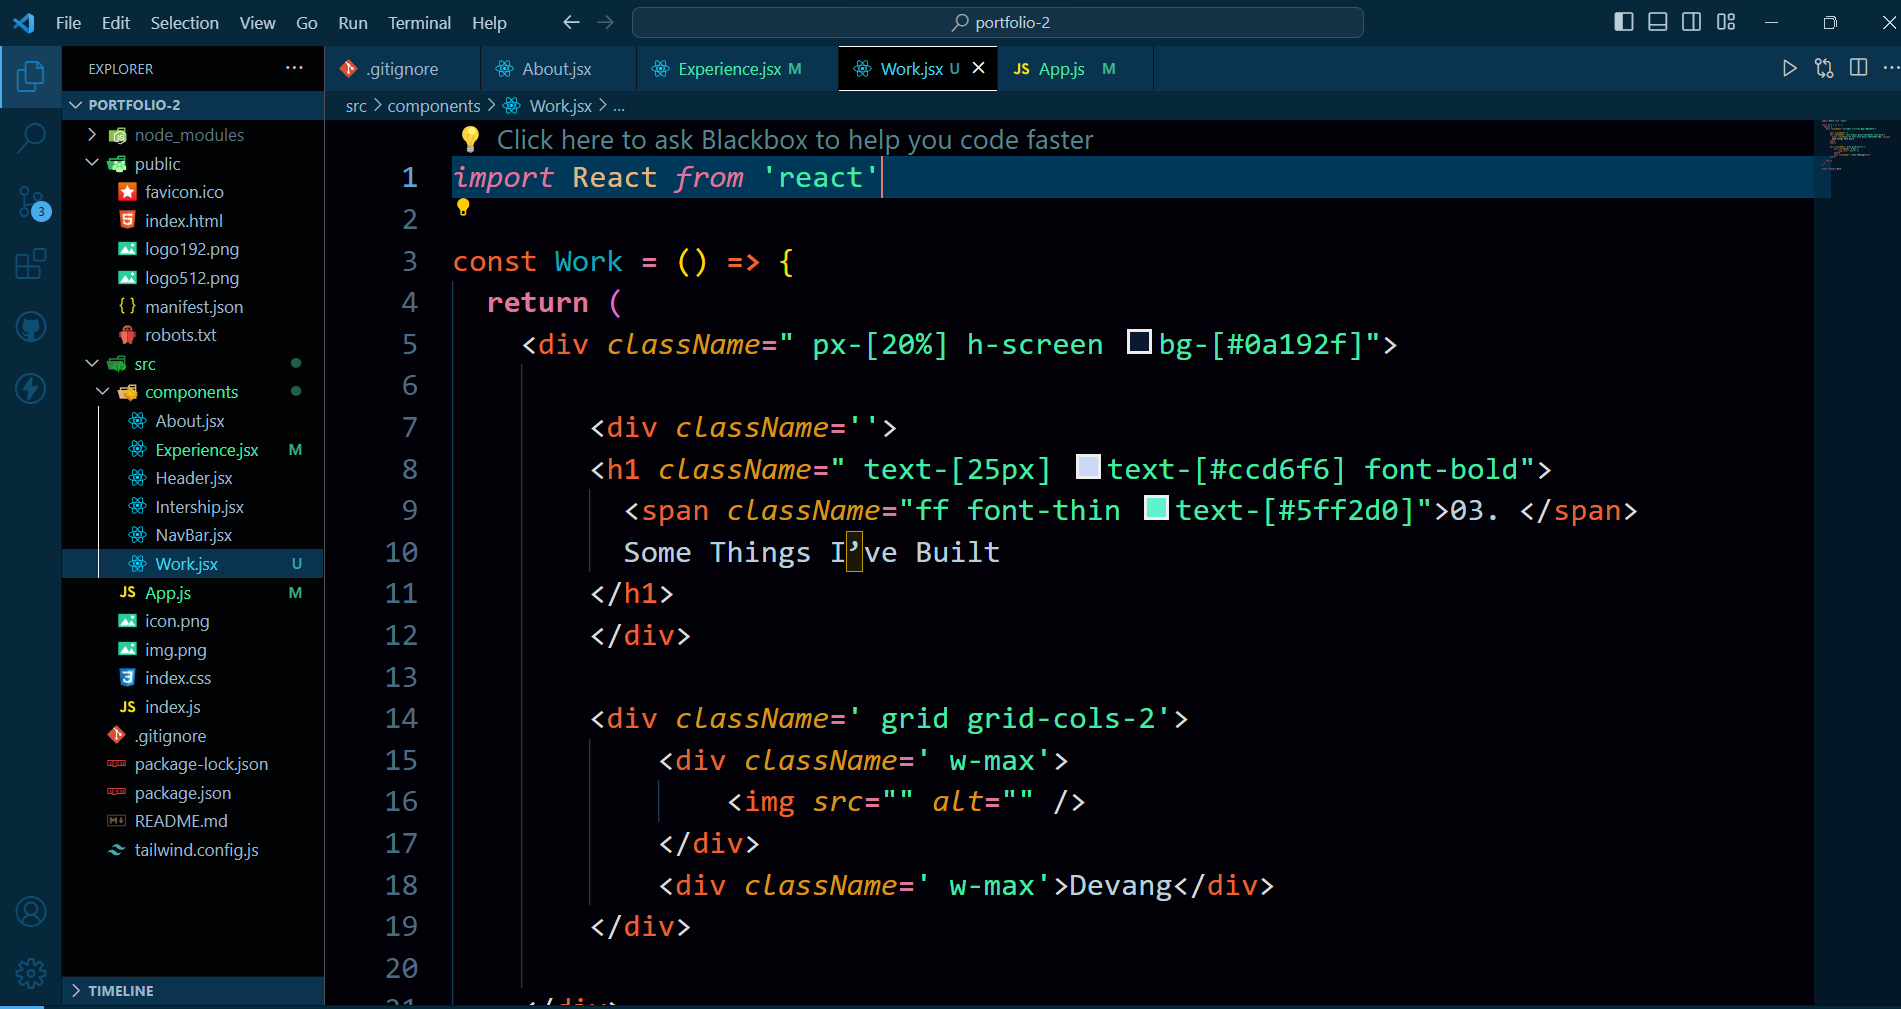 File Edit Selection View Go Run Terminal Help
portfolio-2
EXPLORER
PORTFOLIO-2
node_modules
public
favicon.ico
index.html
logo192.png
logo512.png
manifest.json
robots.txt
src
components
About.jsx
Experience.jsx M
Header.jsx
Intership.jsx
NavBar.jsx
Work.jsx U
App.js M
icon.png
img.png
index.css
index.js
.gitignore
package-lock.json
package.json
README.md
tailwind.config.js
TIMELINE
3
.gitignore About.jsx Experience.jsx M Work.jsx U App.js M
src > components > Work.jsx > ...
Click here to ask Blackbox to help you code faster
1 import React from 'react'
2
3 const Work = () => {
4 return (
5 <div className=" px-[20%] h-screen bg-[#0a192f]">
6
7 <div className=''>
8 <h1 className=" text-[25px] text-[#ccd6f6] font-bold">
9 <span className="ff font-thin text-[#5ff2d0]">03. </span>
10 Some Things I’ve Built
11 </h1>
12 </div>
13
14 <div className=' grid grid-cols-2'>
15 <div className=' w-max'>
16 <img src="" alt="" />
17 </div>
18 <div className=' w-max'>Devang</div>
19 </div>
20
21 </div>